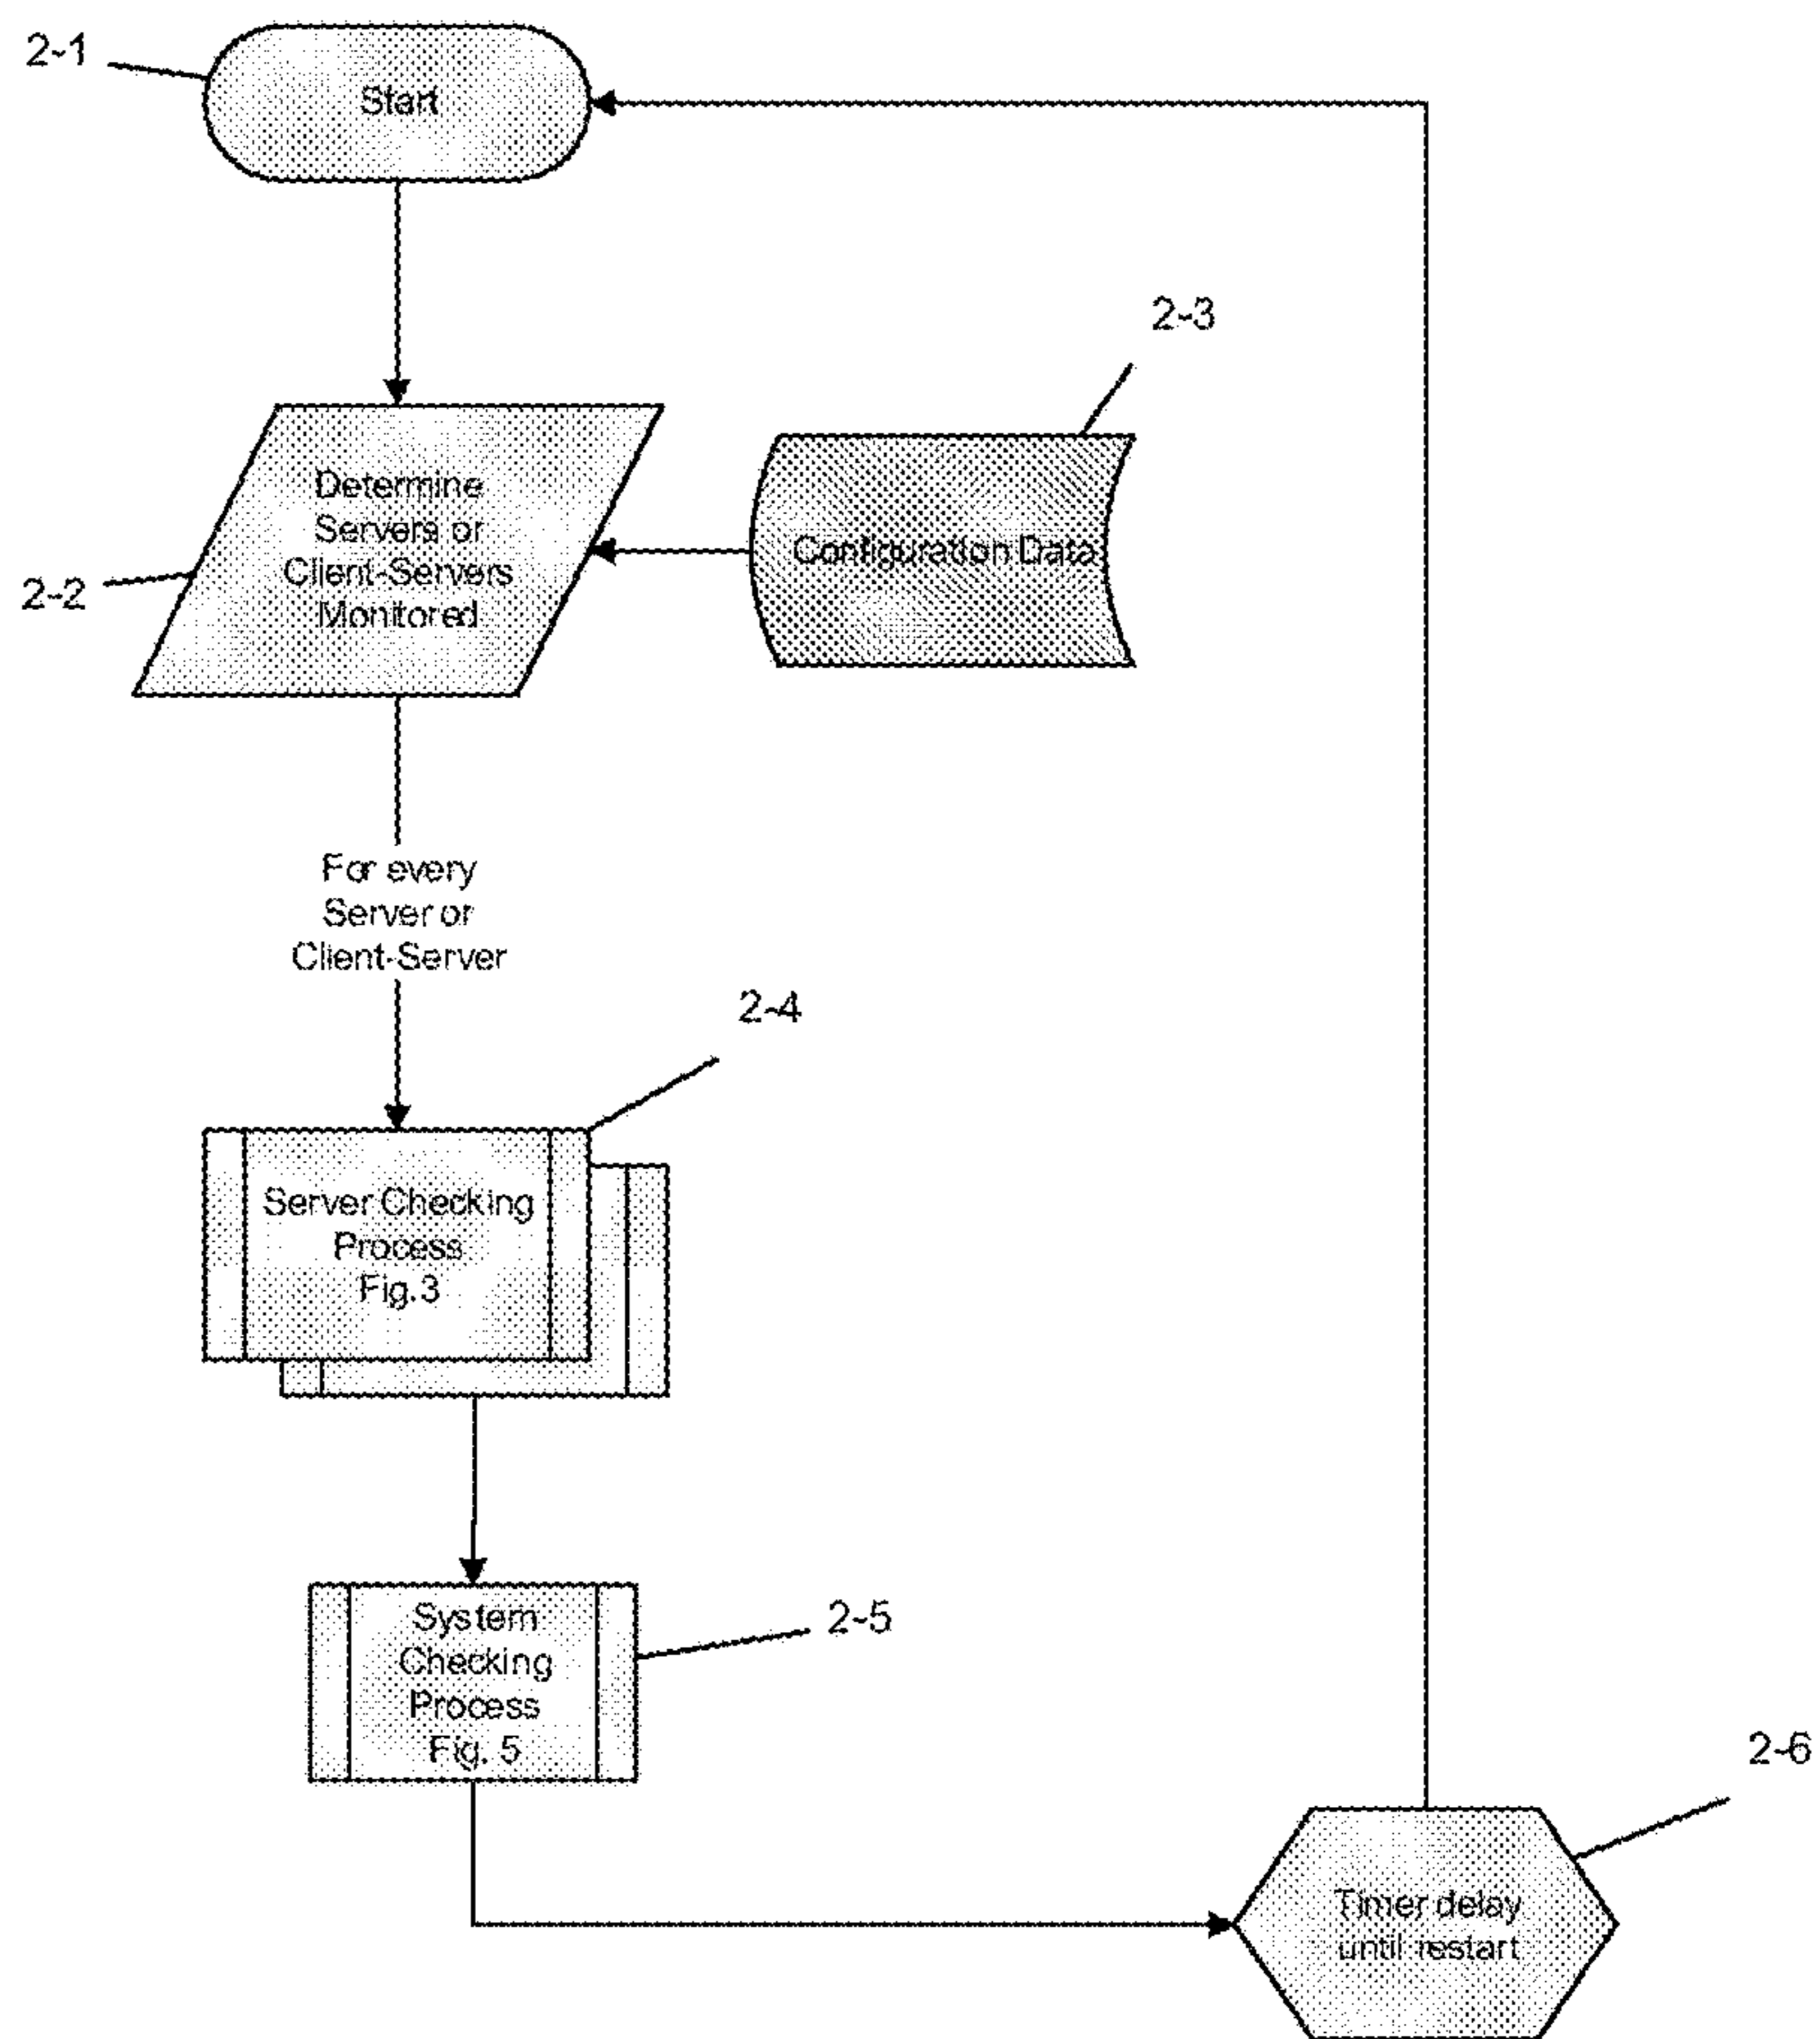 2-1
Start
2-3
Determine
Servers or
Client-Servers
Monitored
2-2
Configuration Data
For every
Server or
Client-Server
2-4
Server Checking
Process
Fig.3
System
Checking
Process
Fig. 5
2-5
2-6
Timer delay
until restart